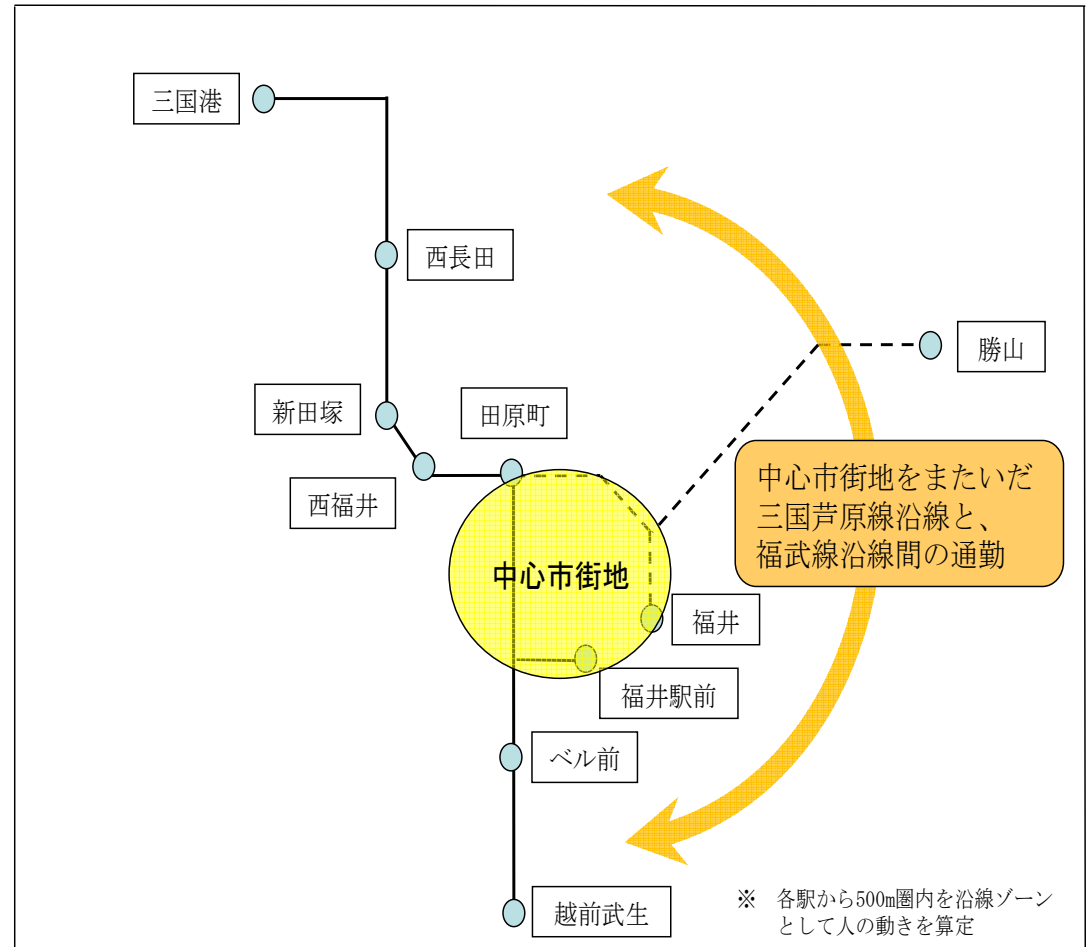 三国港
西長田
勝山
新田塚
田原町
西福井
中心市街地をまたいだ
三国芦原線沿線と、
福武線沿線間の通勤
中心市街地
福井
福井駅前
ベル前
越前武生
※ 各駅から500m圏内を沿線ゾーン
として人の動きを算定